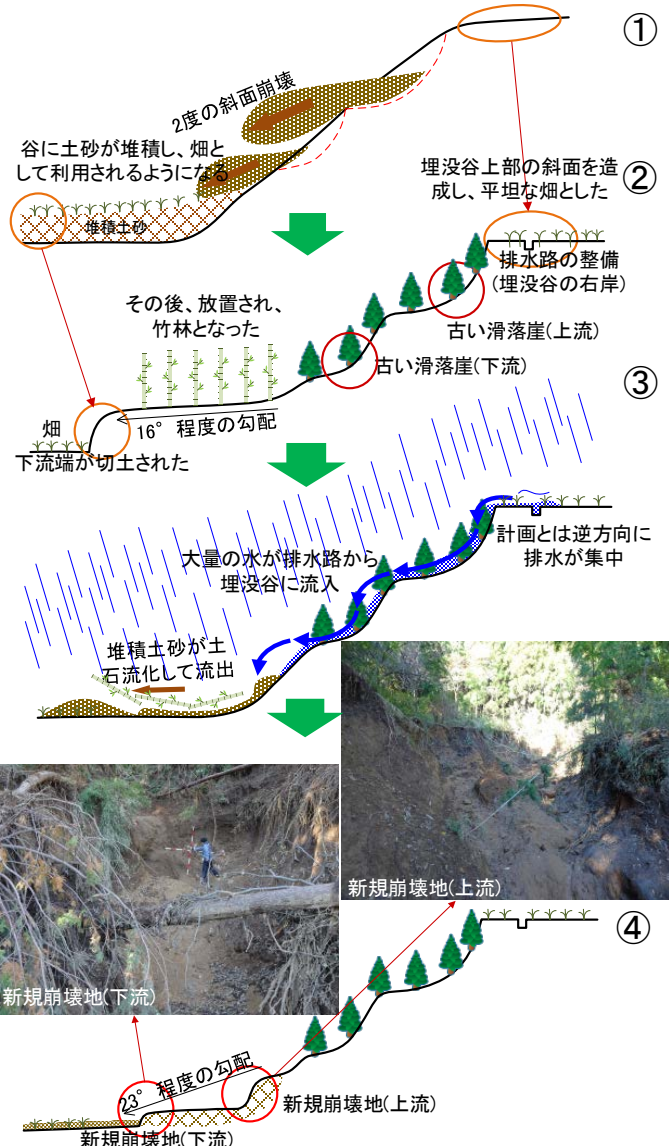 ①
2度の斜面崩壊
谷に土砂が堆積し、畑と
して利用されるようになる
堆積土砂
埋没谷上部の斜面を造
成し、平坦な畑とした
②
排水路の整備
(埋没谷の右岸)
その後、放置され、
竹林となった
古い滑落崖(上流)
古い滑落崖(下流)
畑
16°程度の勾配
下流端が切土された
③
計画とは逆方向に
排水が集中
大量の水が排水路から
埋没谷に流入
堆積土砂が土
石流化して流出
新規崩壊地(上流)
新規崩壊地(下流)
④
23°程度の勾配
新規崩壊地(上流)
新規崩壊地(下流)